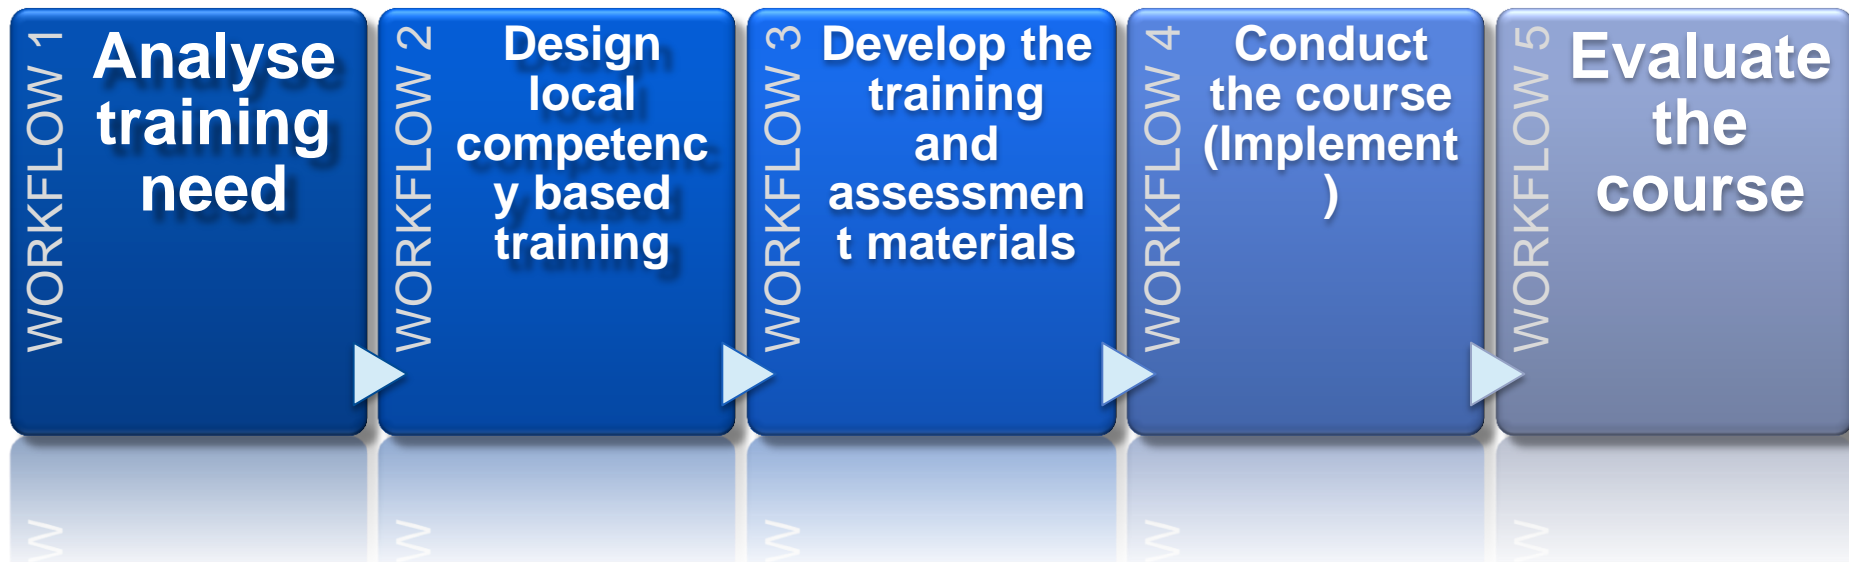 WORKFLOW 1
Analyse
training
need
WORKFLOW 2
Design
local
competenc
y based
training
WORKFLOW 3
Develop the
training
and
assessmen
t materials
WORKFLOW 4
Conduct
the course
(Implement
)
WORKFLOW 5
Evaluate
the
course